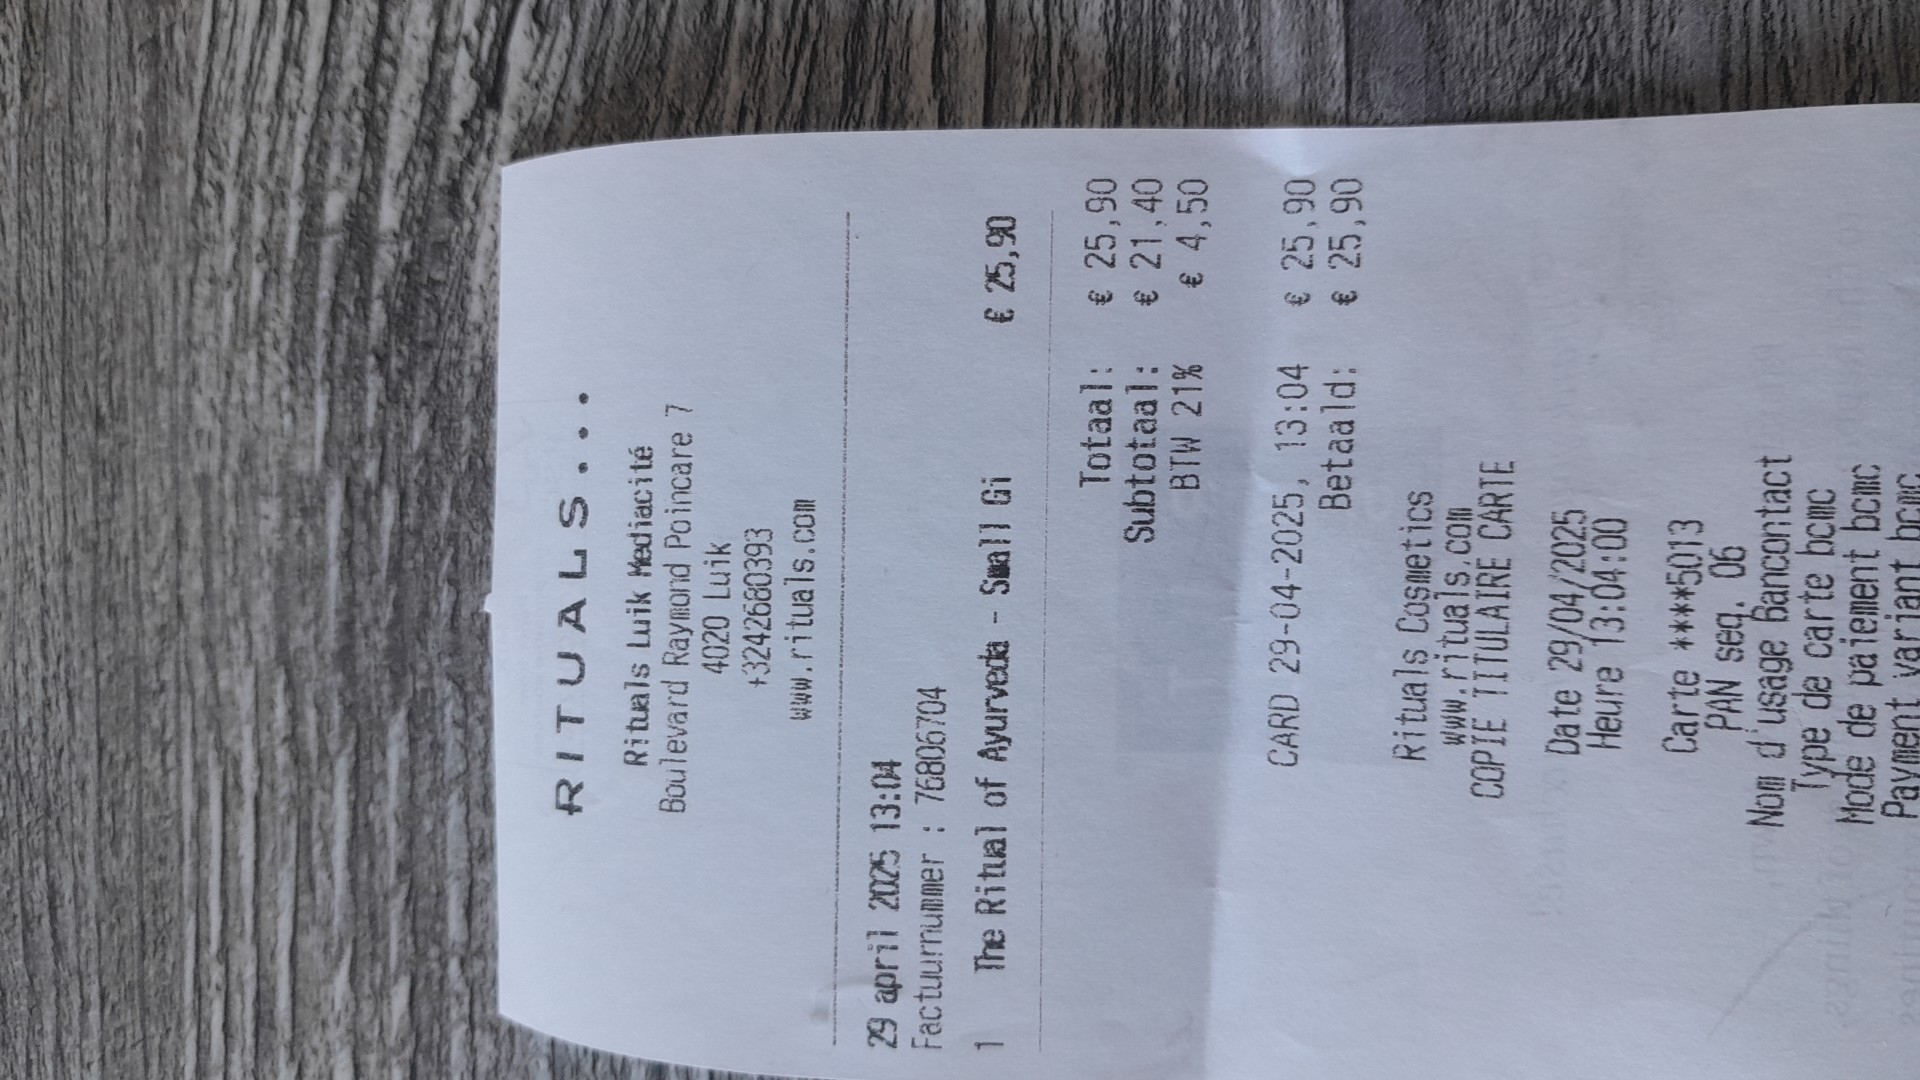 RITUALS...
Rituals Luik Mediacité
Boulevard Raymond Poincare 7
4020 Luik
+3242680393
www.rituals.com
29 april 2025 13:04
Factuurnummer : 76806704
1 The Ritual of Ayurveda - Small Gi € 25,90
Totaal: € 25,90
Subtotaal: € 21,40
BTW 21% € 4,50
CARD 29-04-2025, 13:04 € 25,90
Betaald: € 25,90
Rituals Cosmetics
www.rituals.com
COPIE TITULAIRE CARTE
Date 29/04/2025
Heure 13:04:00
Carte ****5013
PAN seq. 06
Nom d'usage Bancontact
Type de carte bcmc
Mode de paiement bcmc
Payment variant bcmc